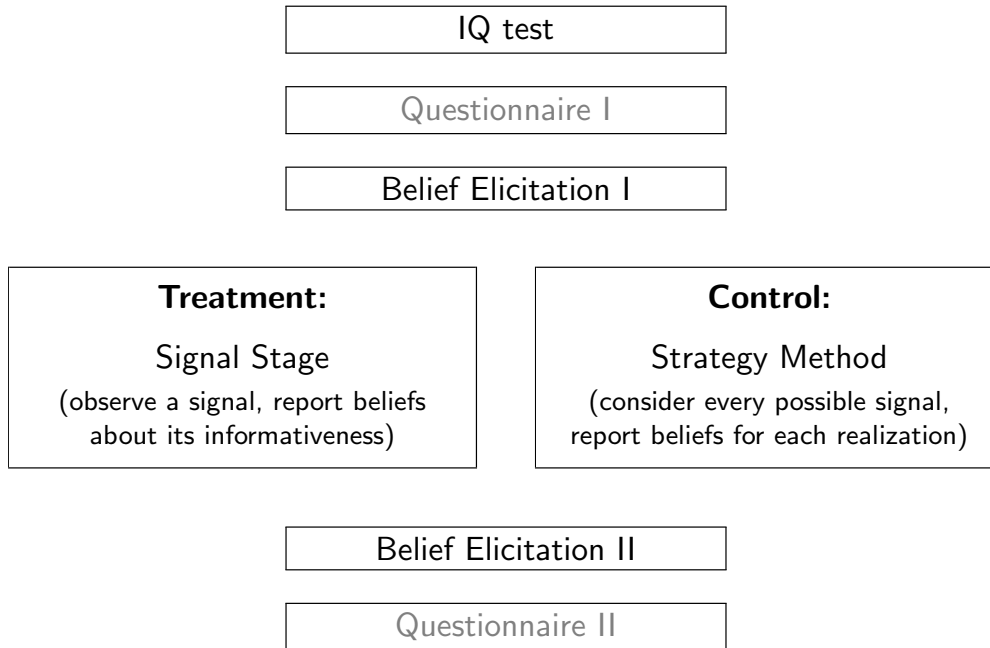 IQ test
Questionnaire I
Belief Elicitation I
Treatment:
Signal Stage
(observe a signal, report beliefs
about its informativeness)
Control:
Strategy Method
(consider every possible signal,
report beliefs for each realization)
Belief Elicitation II
Questionnaire II